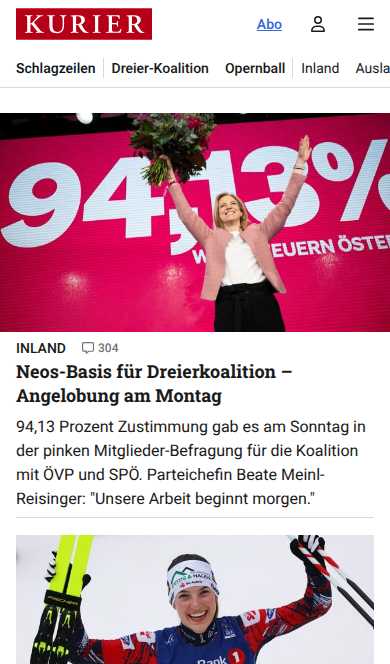 KURIER
Abo
Schlagzeilen Dreier-Koalition Opernball Inland Ausla
94,13%
EUERN ÖSTE
INLAND 304
Neos-Basis für Dreierkoalition –
Angelobung am Montag
94,13 Prozent Zustimmung gab es am Sonntag in
der pinken Mitglieder-Befragung für die Koalition
mit ÖVP und SPÖ. Parteichefin Beate Meinl-
Reisinger: "Unsere Arbeit beginnt morgen."
1